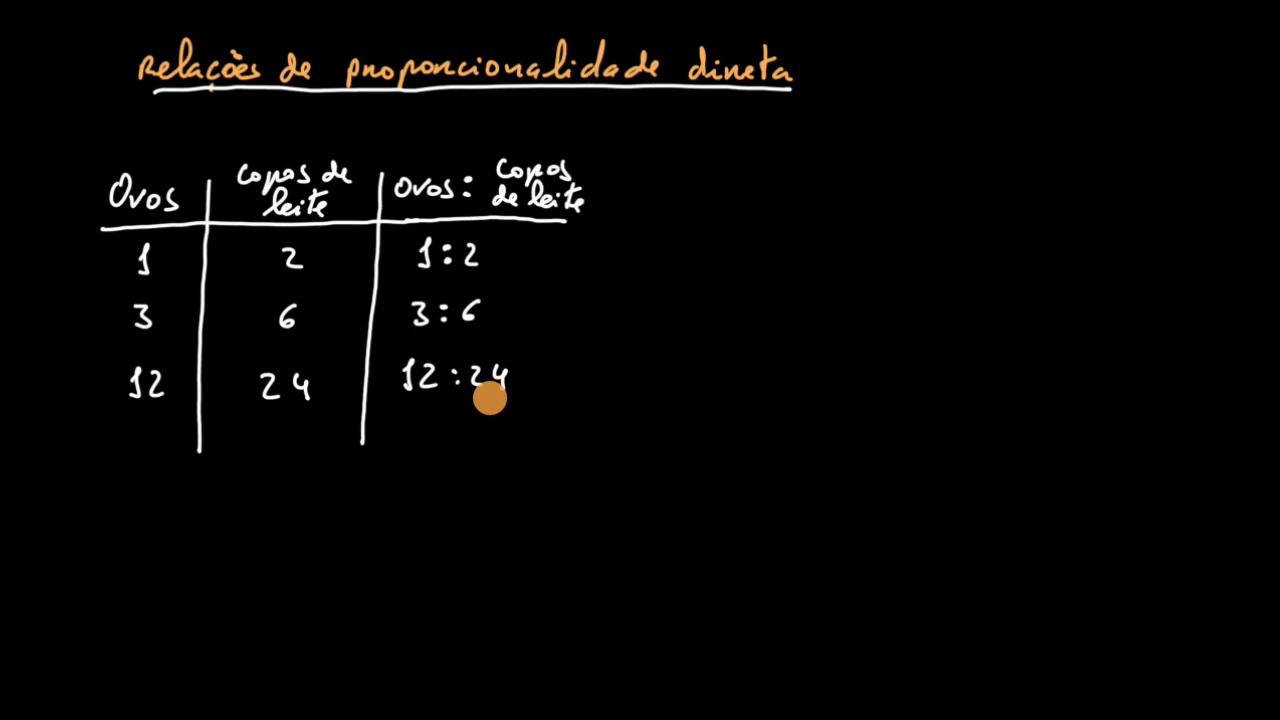 Relações de proporcionalidade direta
Ovos | copos de leite | ovos : copos de leite
1 | 2 | 1 : 2
3 | 6 | 3 : 6
12 | 24 | 12 : 24